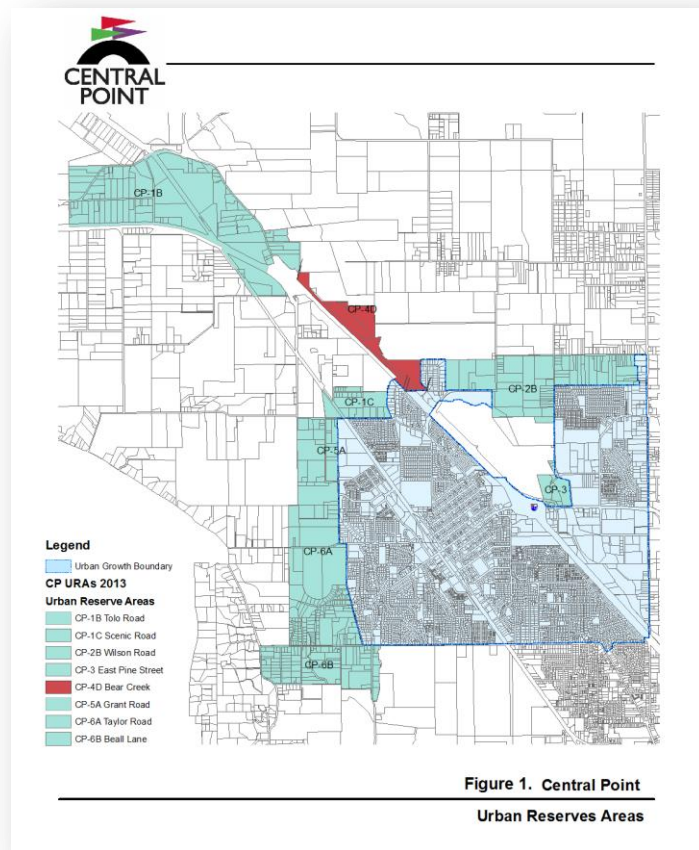 CENTRAL
POINT
CP-1B
CP-4D
CP-2B
CP-1C
CP-5A
CP-3
CP-6A
CP-6B
Legend
Urban Growth Boundary
CP URAs 2013
Urban Reserve Areas
CP-1B Tolo Road
CP-1C Scenic Road
CP-2B Wilson Road
CP-3 East Pine Street
CP-4D Bear Creek
CP-5A Grant Road
CP-6A Taylor Road
CP-6B Beall Lane
Figure 1. Central Point
Urban Reserves Areas